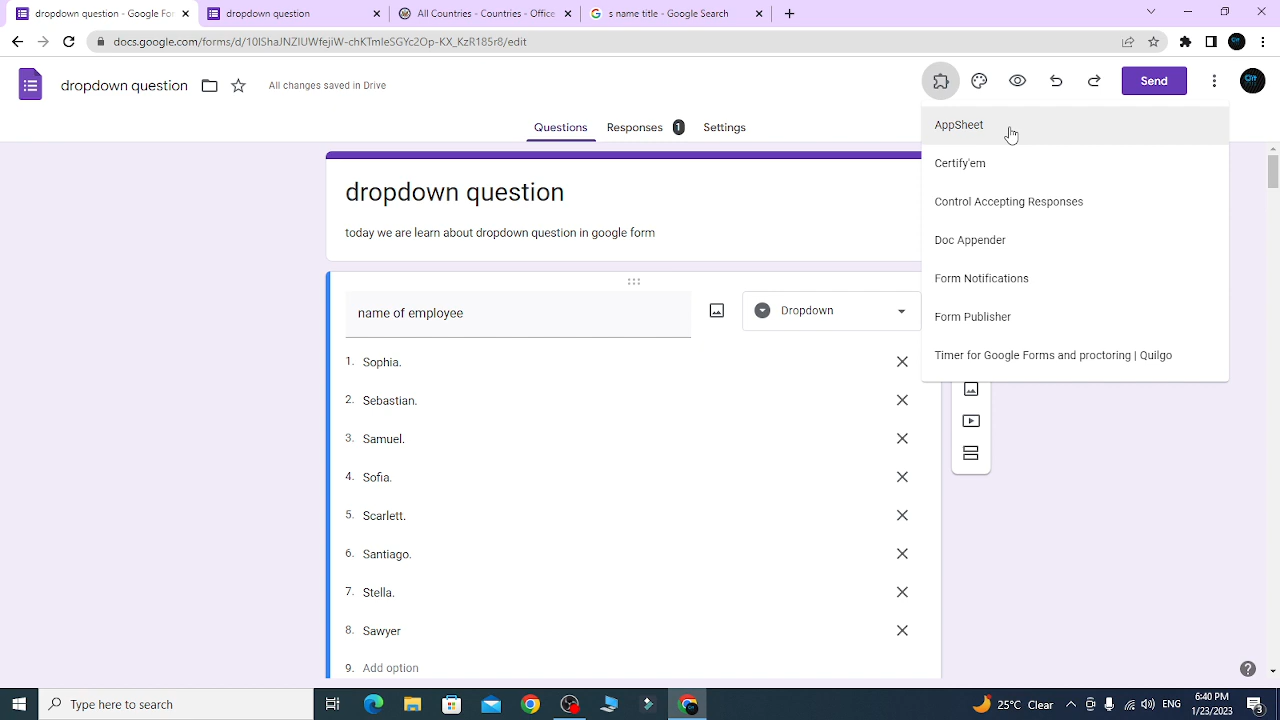 dropdown question - Google For
dropdown question
All Countries - Countries - Office
s name title - Google Search
docs.google.com/forms/d/10IShaJNZIUWfejiW-chKTmleSGYc2Op-KX_KzR185r8/edit
dropdown question
All changes saved in Drive
Send
Questions
Responses 1
Settings
AppSheet
Certify'em
Control Accepting Responses
Doc Appender
Form Notifications
Form Publisher
Timer for Google Forms and proctoring | Quilgo
dropdown question
today we are learn about dropdown question in google form
name of employee
Dropdown
1. Sophia.
2. Sebastian.
3. Samuel.
4. Sofia.
5. Scarlett.
6. Santiago.
7. Stella.
8. Sawyer
9. Add option
Type here to search
25°C Clear
ENG
6:40 PM
1/23/2023
3